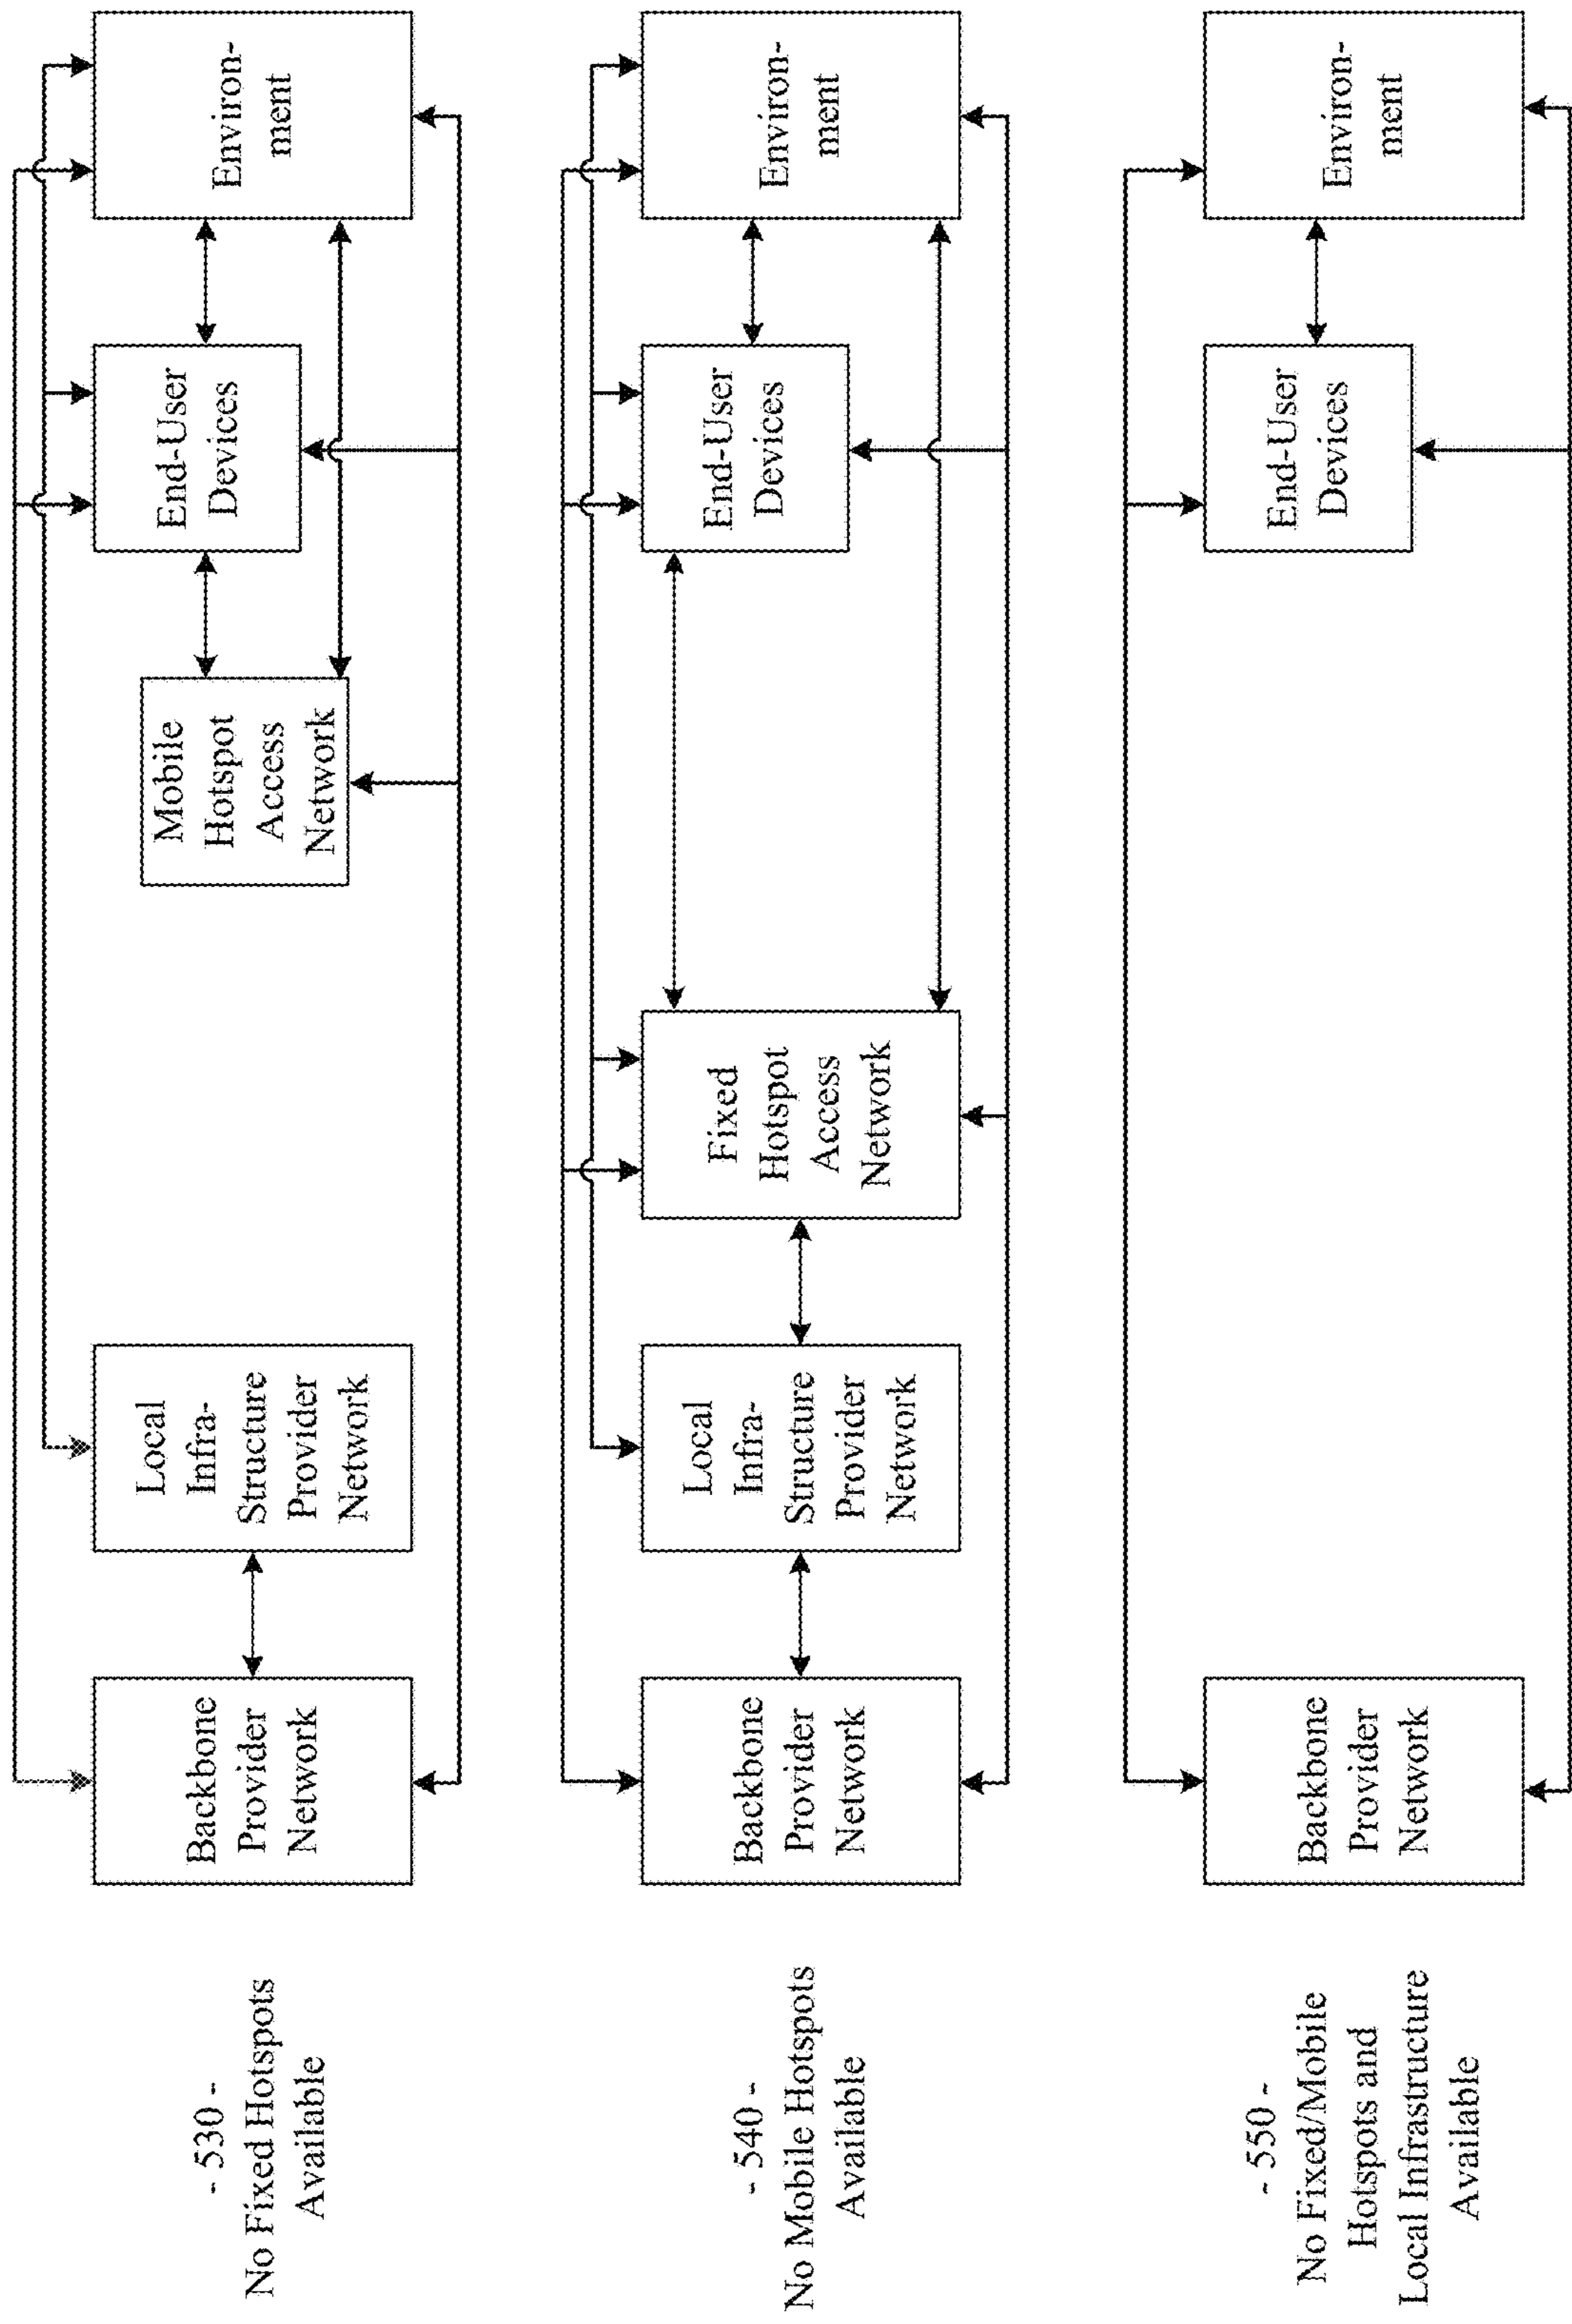 - 530 -
No Fixed Hotspots
Available
Backbone
Provider
Network
Local
Infra-
Structure
Provider
Network
Mobile
Hotspot
Access
Network
End-User
Devices
Environ-
ment
- 540 -
No Mobile Hotspots
Available
Backbone
Provider
Network
Local
Infra-
Structure
Provider
Network
Fixed
Hotspot
Access
Network
End-User
Devices
Environ-
ment
- 550 -
No Fixed/Mobile
Hotspots and
Local Infrastructure
Available
Backbone
Provider
Network
End-User
Devices
Environ-
ment